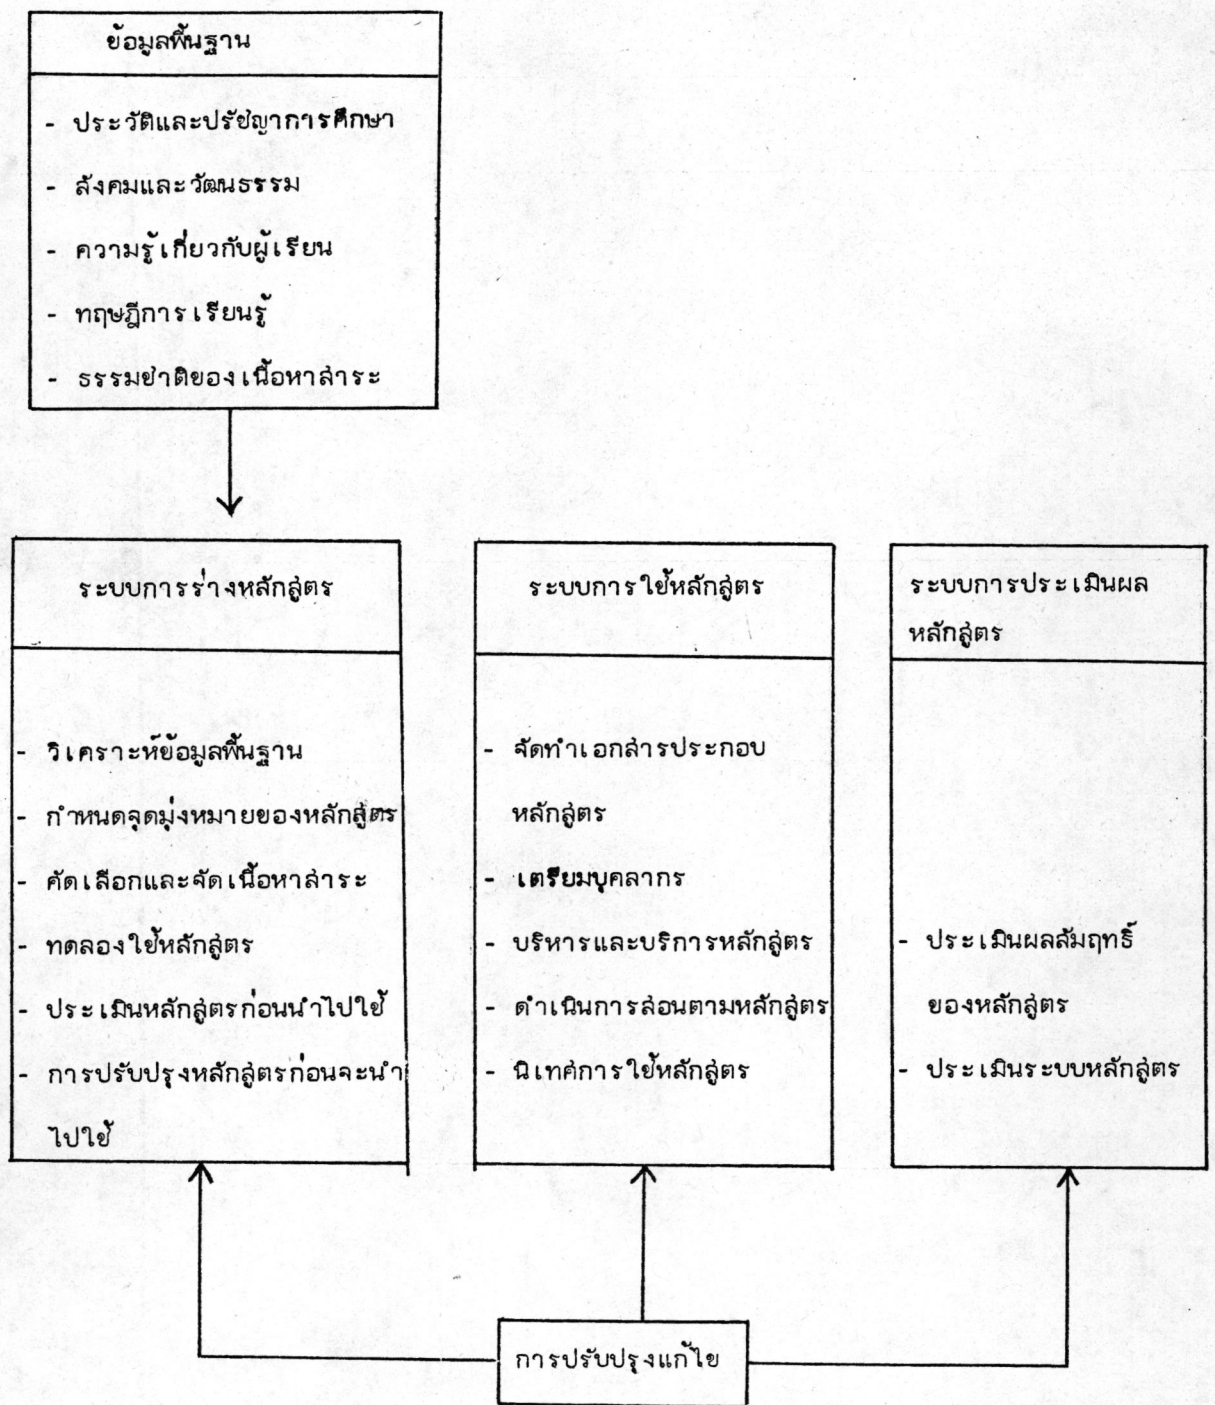 ข้อมูลพื้นฐาน
- ประวัติและปรัชญาการศึกษา
- สังคมและวัฒนธรรม
- ความรู้เกี่ยวกับผู้เรียน
- ทฤษฎีการเรียนรู้
- ธรรมชาติของเนื้อหาสาระ
ระบบการร่างหลักสูตร
- วิเคราะห์ข้อมูลพื้นฐาน
- กำหนดจุดมุ่งหมายของหลักสูตร
- คัดเลือกและจัดเนื้อหาสาระ
- ทดลองใช้หลักสูตร
- ประเมินหลักสูตรก่อนนำไปใช้
- การปรับปรุงหลักสูตรก่อนจะนำ
ไปใช้
ระบบการใช้หลักสูตร
- จัดทำเอกสารประกอบ
หลักสูตร
- เตรียมบุคลากร
- บริหารและบริการหลักสูตร
- ดำเนินการสอนตามหลักสูตร
- นิเทศการใช้หลักสูตร
ระบบการประเมินผล
หลักสูตร
- ประเมินผลสัมฤทธิ์
ของหลักสูตร
- ประเมินระบบหลักสูตร
การปรับปรุงแก้ไข